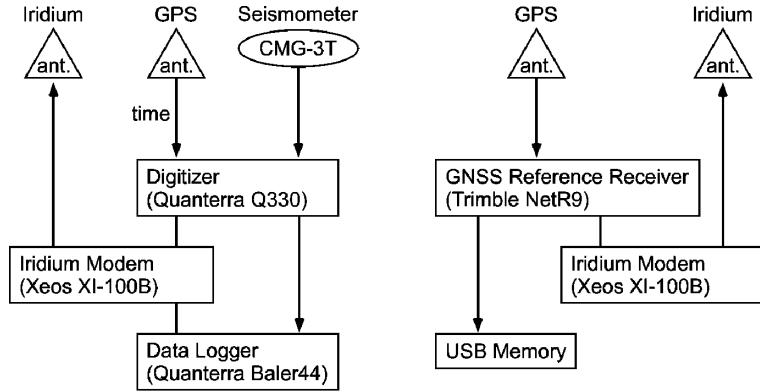 Iridium
GPS
Seismometer
ant.
ant.
CMG-3T
time
Digitizer
(Quanterra Q330)
Iridium Modem
(Xeos XI-100B)
Data Logger
(Quanterra Baler44)
GPS
Iridium
ant.
ant.
GNSS Reference Receiver
(Trimble NetR9)
Iridium Modem
(Xeos XI-100B)
USB Memory